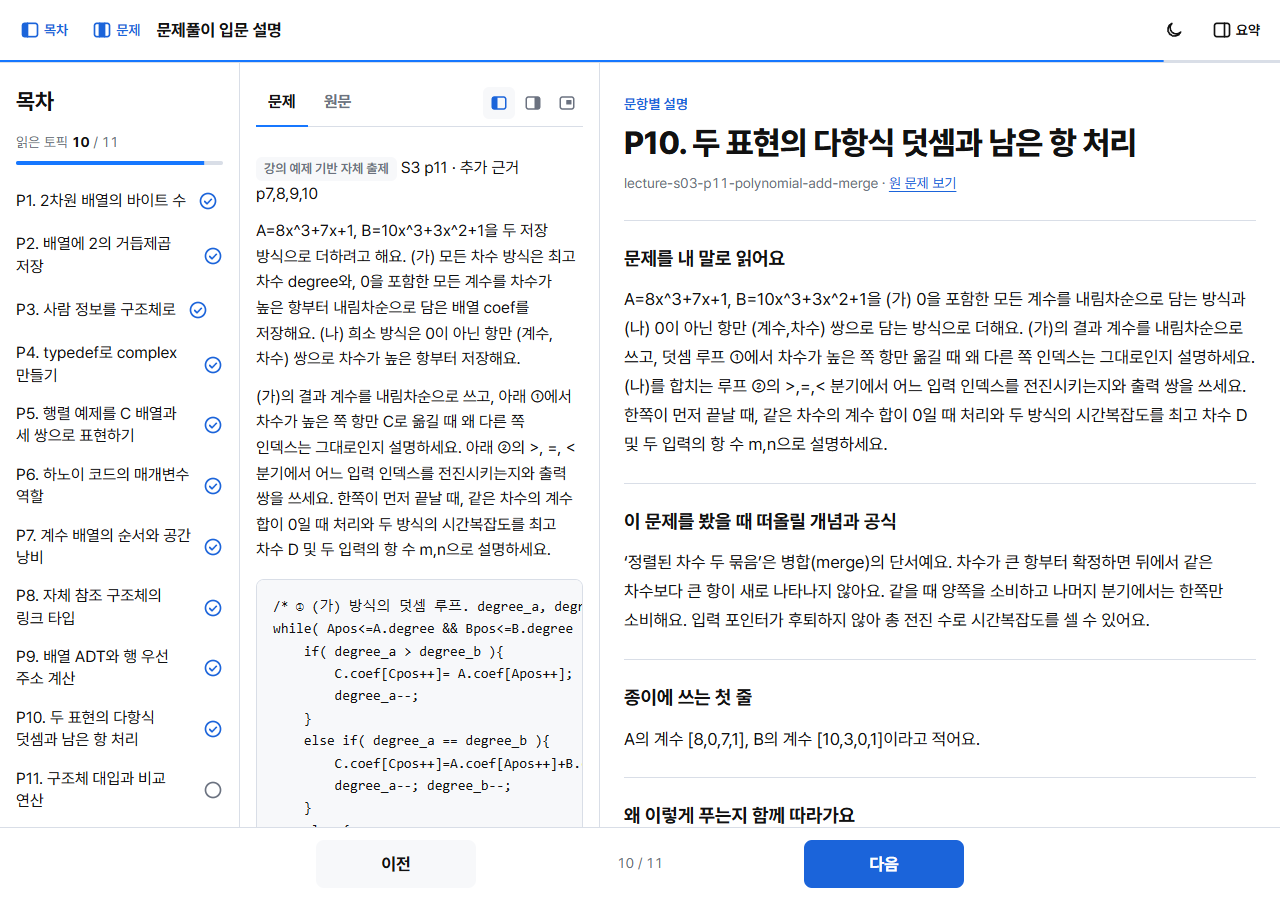 목차
문제
문제풀이 입문 설명
요약
목차
읽은 토픽 10 / 11
P1. 2차원 배열의 바이트 수
P2. 배열에 2의 거듭제곱
저장
P3. 사람 정보를 구조체로
P4. typedef로 complex
만들기
P5. 행렬 예제를 C 배열과
세 쌍으로 표현하기
P6. 하노이 코드의 매개변수
역할
P7. 계수 배열의 순서와 공간
낭비
P8. 자체 참조 구조체의
링크 타입
P9. 배열 ADT와 행 우선
주소 계산
P10. 두 표현의 다항식
덧셈과 남은 항 처리
P11. 구조체 대입과 비교
연산
문제
원문
강의 예제 기반 자체 출제 S3 p11 · 추가 근거
p7,8,9,10
A=8x^3+7x+1, B=10x^3+3x^2+1을 두 저장
방식으로 더하려고 해요. (가) 모든 차수 방식은 최고
차수 degree와, 0을 포함한 모든 계수를 차수가
높은 항부터 내림차순으로 담은 배열 coef를
저장해요. (나) 희소 방식은 0이 아닌 항만 (계수,
차수) 쌍으로 차수가 높은 항부터 저장해요.
(가)의 결과 계수를 내림차순으로 쓰고, 아래 ①에서
차수가 높은 쪽 항만 C로 옮길 때 왜 다른 쪽
인덱스는 그대로인지 설명하세요. 아래 ②의 >, =, <
분기에서 어느 입력 인덱스를 전진시키는지와 출력
쌍을 쓰세요. 한쪽이 먼저 끝날 때, 같은 차수의 계수
합이 0일 때 처리와 두 방식의 시간복잡도를 최고
차수 D 및 두 입력의 항 수 m,n으로 설명하세요.
/* ① (가) 방식의 덧셈 루프. degree_a, degr
while( Apos<=A.degree && Bpos<=B.degree
if( degree_a > degree_b ){
C.coef[Cpos++]= A.coef[Apos++];
degree_a--;
}
else if( degree_a == degree_b ){
C.coef[Cpos++]=A.coef[Apos++]+B.
degree_a--; degree_b--;
}
문항별 설명
P10. 두 표현의 다항식 덧셈과 남은 항 처리
lecture-s03-p11-polynomial-add-merge · 원 문제 보기
문제를 내 말로 읽어요
A=8x^3+7x+1, B=10x^3+3x^2+1을 (가) 0을 포함한 모든 계수를 내림차순으로 담는 방식과
(나) 0이 아닌 항만 (계수,차수) 쌍으로 담는 방식으로 더해요. (가)의 결과 계수를 내림차순으로
쓰고, 덧셈 루프 ①에서 차수가 높은 쪽 항만 옮길 때 왜 다른 쪽 인덱스는 그대로인지 설명하세요.
(나)를 합치는 루프 ②의 >,=,< 분기에서 어느 입력 인덱스를 전진시키는지와 출력 쌍을 쓰세요.
한쪽이 먼저 끝날 때, 같은 차수의 계수 합이 0일 때 처리와 두 방식의 시간복잡도를 최고 차수 D
및 두 입력의 항 수 m,n으로 설명하세요.
이 문제를 봤을 때 떠올릴 개념과 공식
‘정렬된 차수 두 묶음’은 병합(merge)의 단서예요. 차수가 큰 항부터 확정하면 뒤에서 같은
차수보다 큰 항이 새로 나타나지 않아요. 같을 때 양쪽을 소비하고 나머지 분기에서는 한쪽만
소비해요. 입력 포인터가 후퇴하지 않아 총 전진 수로 시간복잡도를 셀 수 있어요.
종이에 쓰는 첫 줄
A의 계수 [8,0,7,1], B의 계수 [10,3,0,1]이라고 적어요.
왜 이렇게 푸는지 함께 따라가요
이전
10 / 11
다음